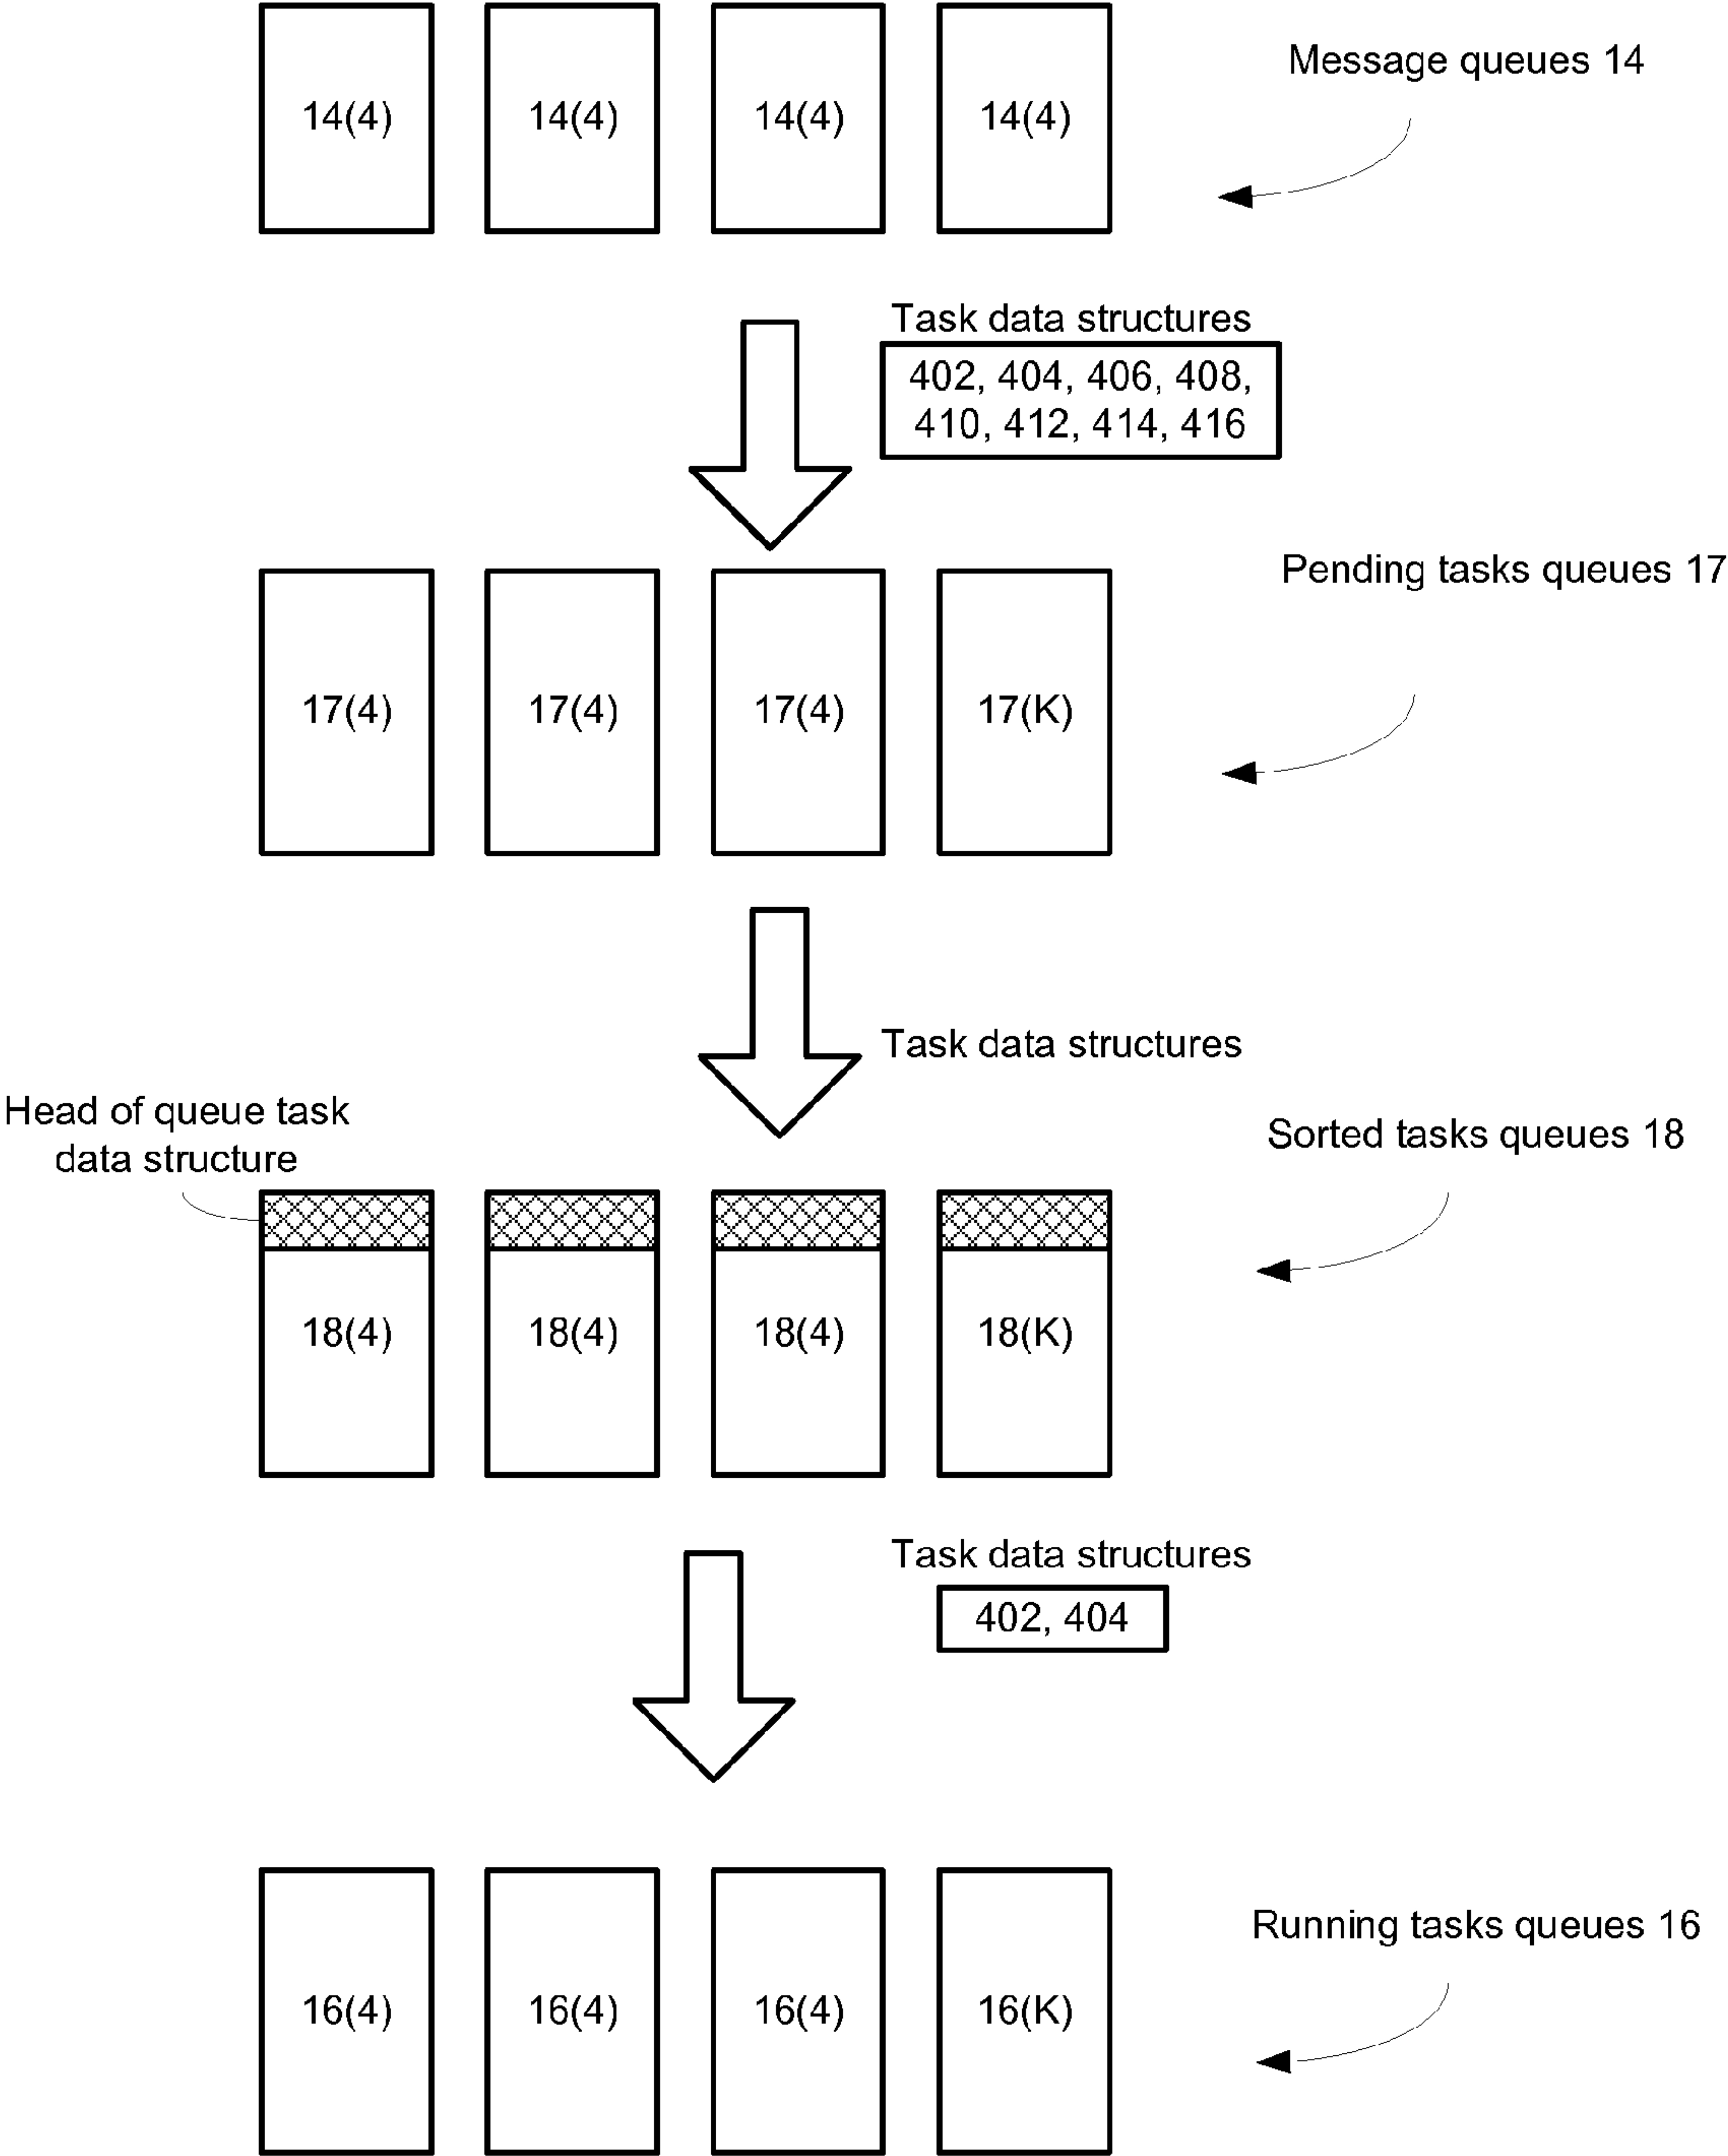 14(4) 14(4) 14(4) 14(4)
Message queues 14
Task data structures
402, 404, 406, 408,
410, 412, 414, 416
Pending tasks queues 17
17(4) 17(4) 17(4) 17(K)
Task data structures
Head of queue task
data structure
Sorted tasks queues 18
18(4) 18(4) 18(4) 18(K)
Task data structures
402, 404
Running tasks queues 16
16(4) 16(4) 16(4) 16(K)